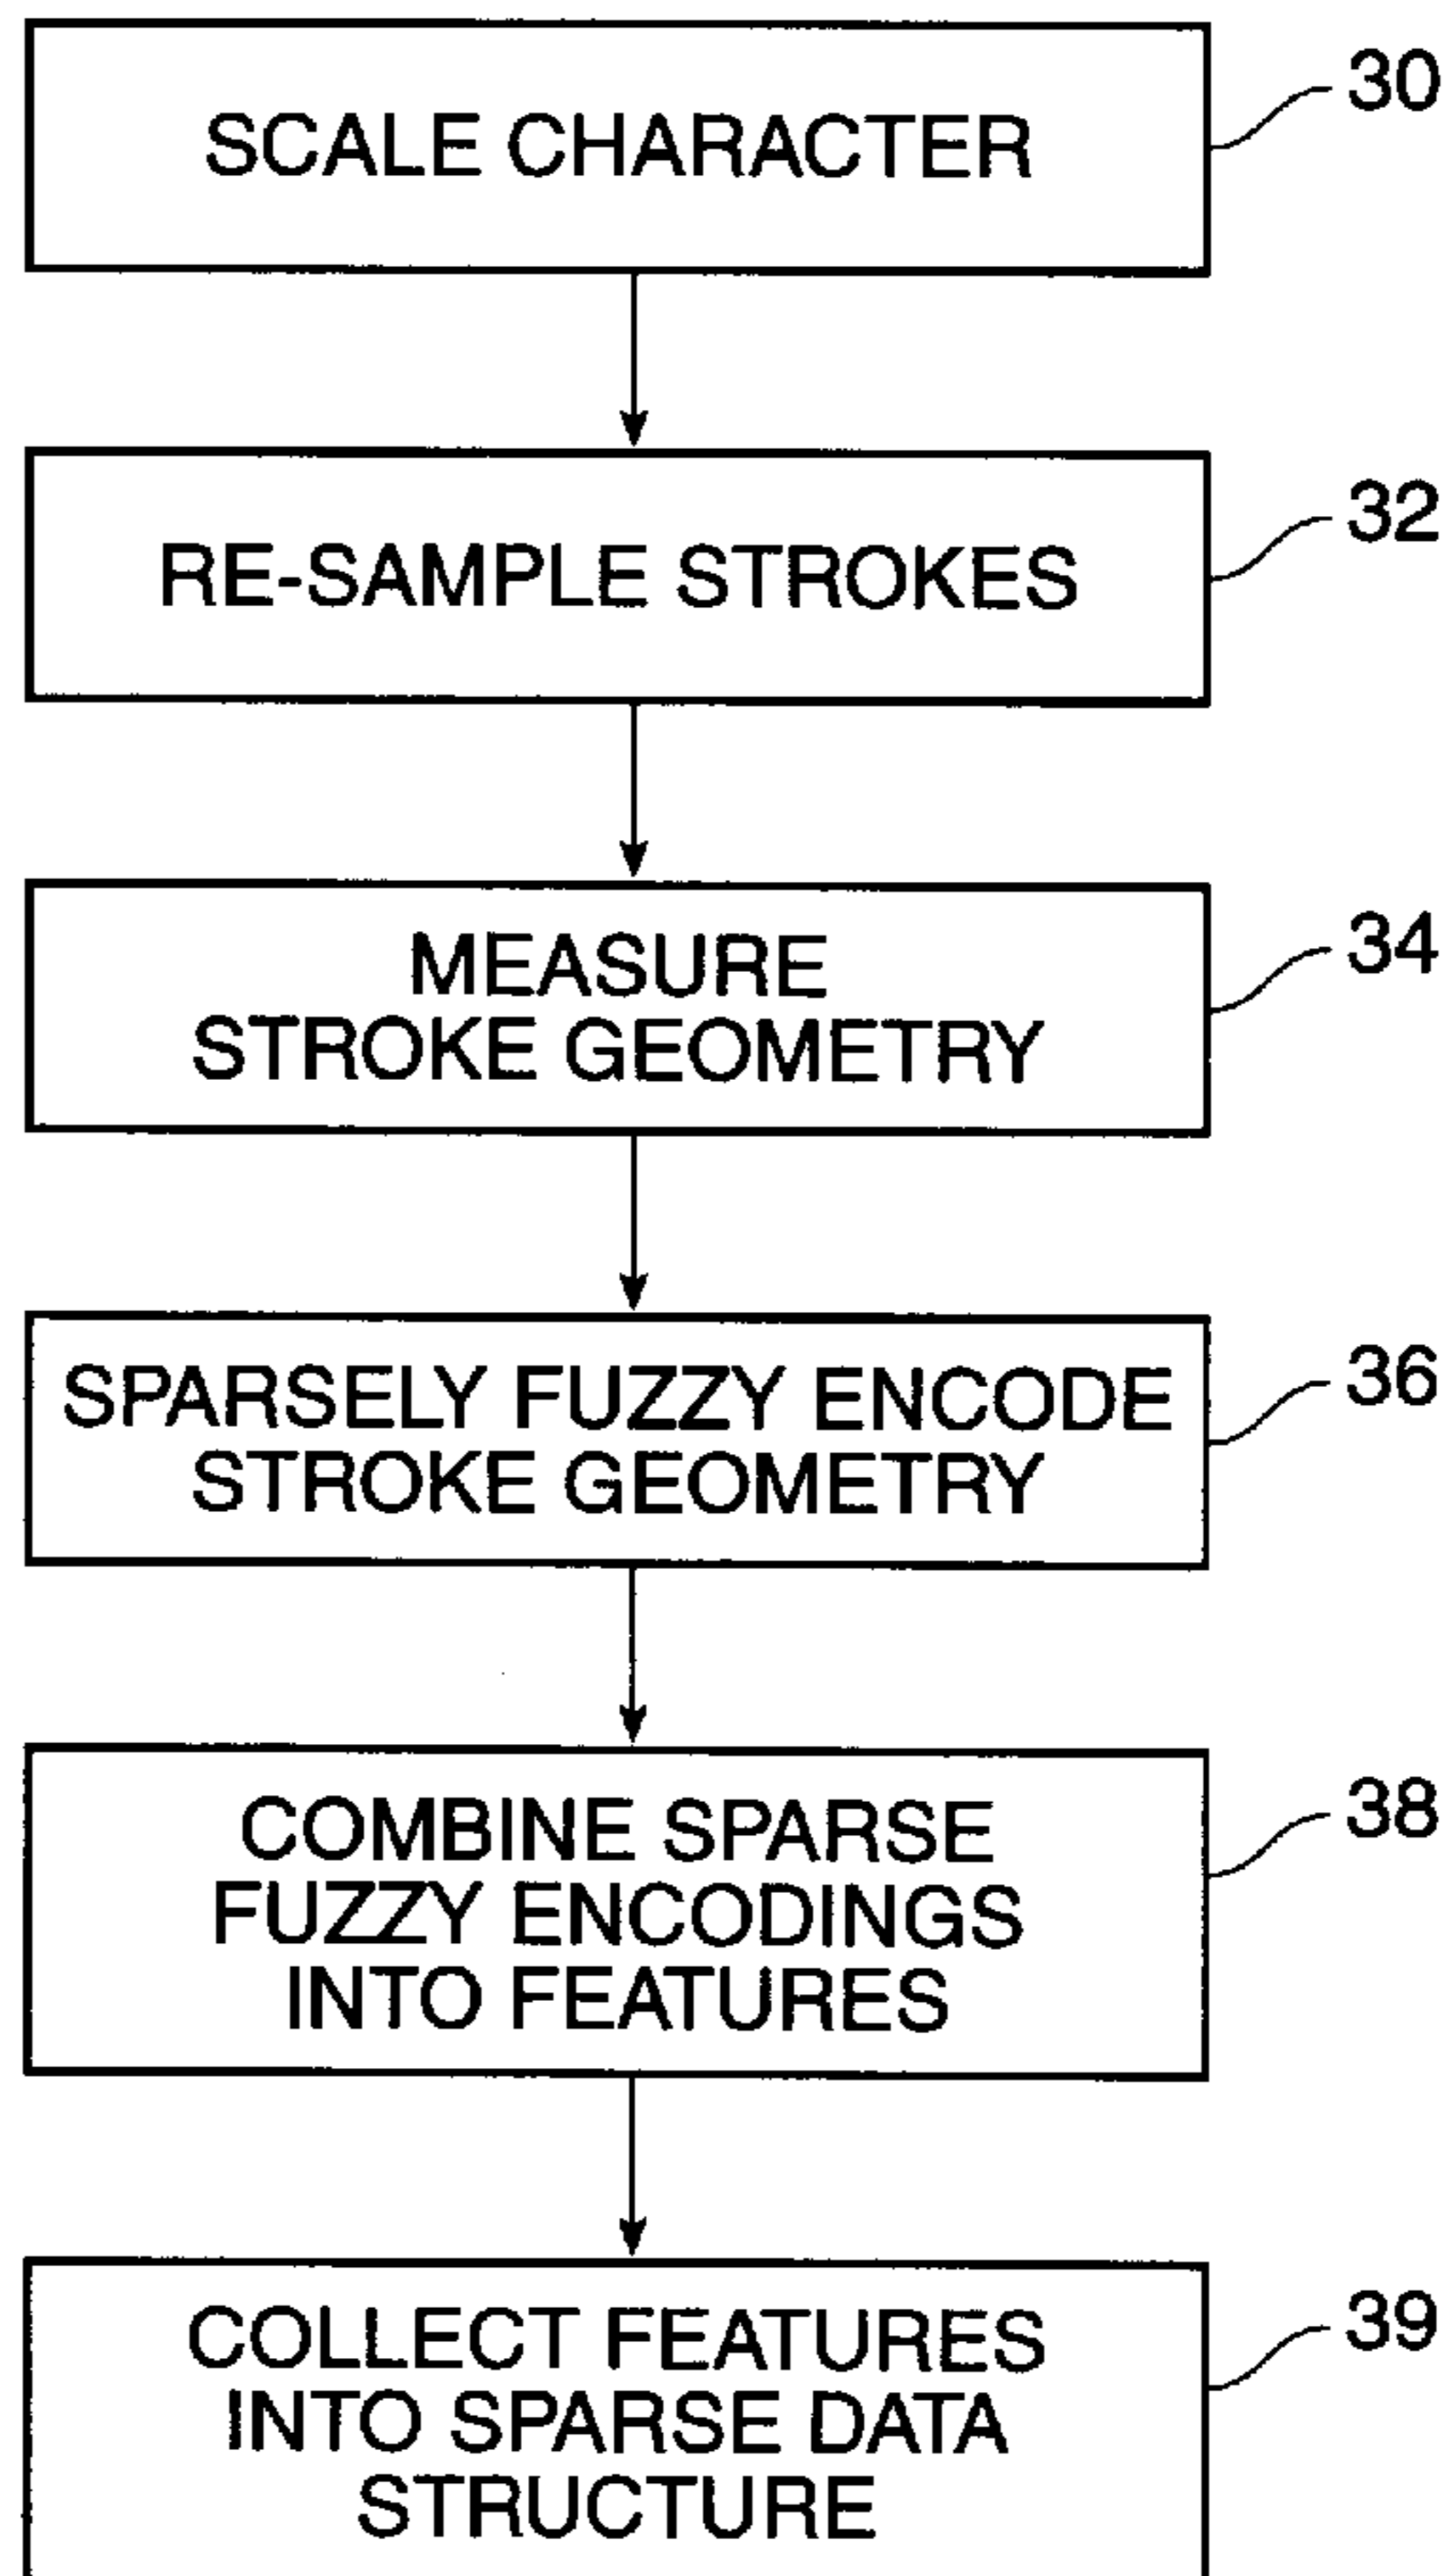 SCALE CHARACTER
30
RE-SAMPLE STROKES
32
MEASURE
STROKE GEOMETRY
34
SPARSELY FUZZY ENCODE
STROKE GEOMETRY
36
COMBINE SPARSE
FUZZY ENCODINGS
INTO FEATURES
38
COLLECT FEATURES
INTO SPARSE DATA
STRUCTURE
39